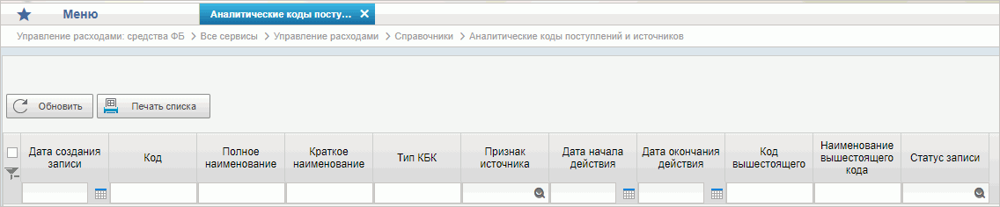 Меню
Аналитические коды посту...
Управление расходами: средства ФБ > Все сервисы > Управление расходами > Справочники > Аналитические коды поступлений и источников
Обновить
Печать списка
Дата создания
записи
Код
Полное
наименование
Краткое
наименование
Тип КБК
Признак
источника
Дата начала
действия
Дата окончания
действия
Код
вышестоящего
Наименование
вышестоящего
кода
Статус записи